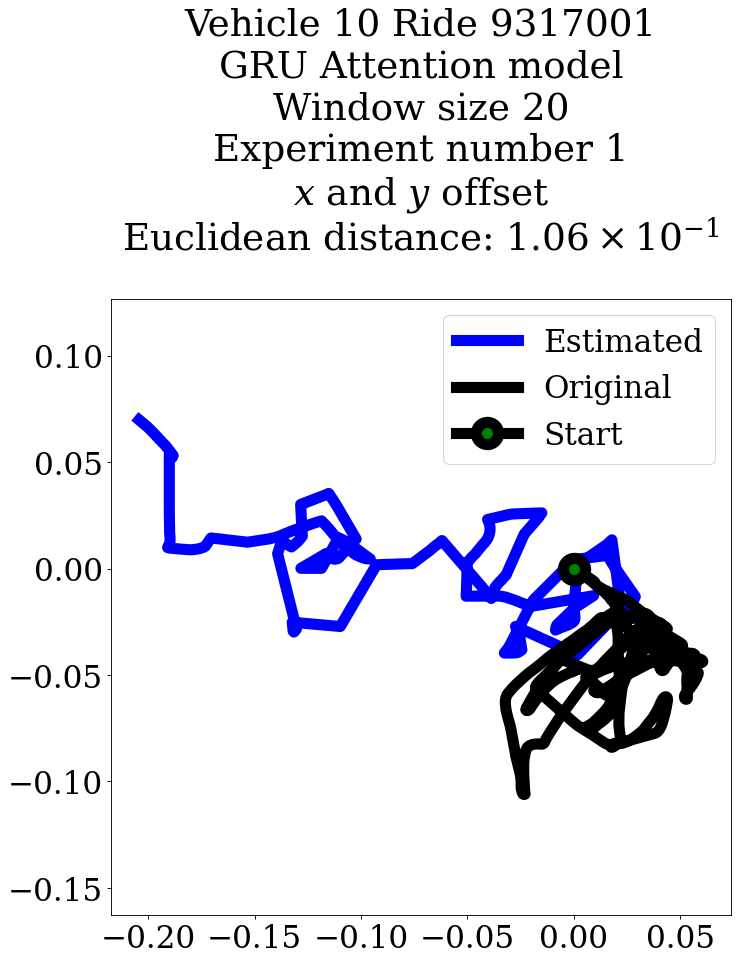 Vehicle 10 Ride 9317001
GRU Attention model
Window size 20
Experiment number 1
x and y offset
Euclidean distance: 1.06 × 10⁻¹
Estimated
Original
Start
0.10
0.05
0.00
−0.05
−0.10
−0.15
−0.20 −0.15 −0.10 −0.05 0.00 0.05